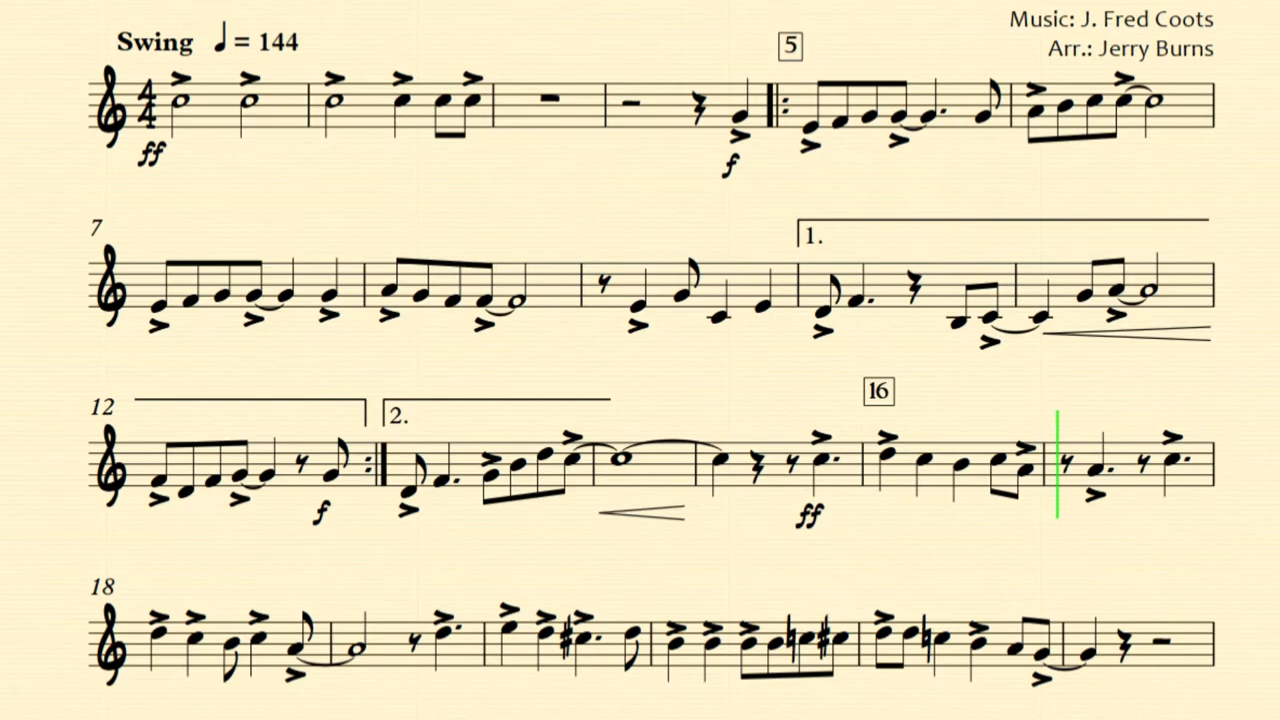 Music: J. Fred Coots
Swing ♩ = 144
Arr.: Jerry Burns
5
ff
f
7
1.
12
2.
16
f
ff
18